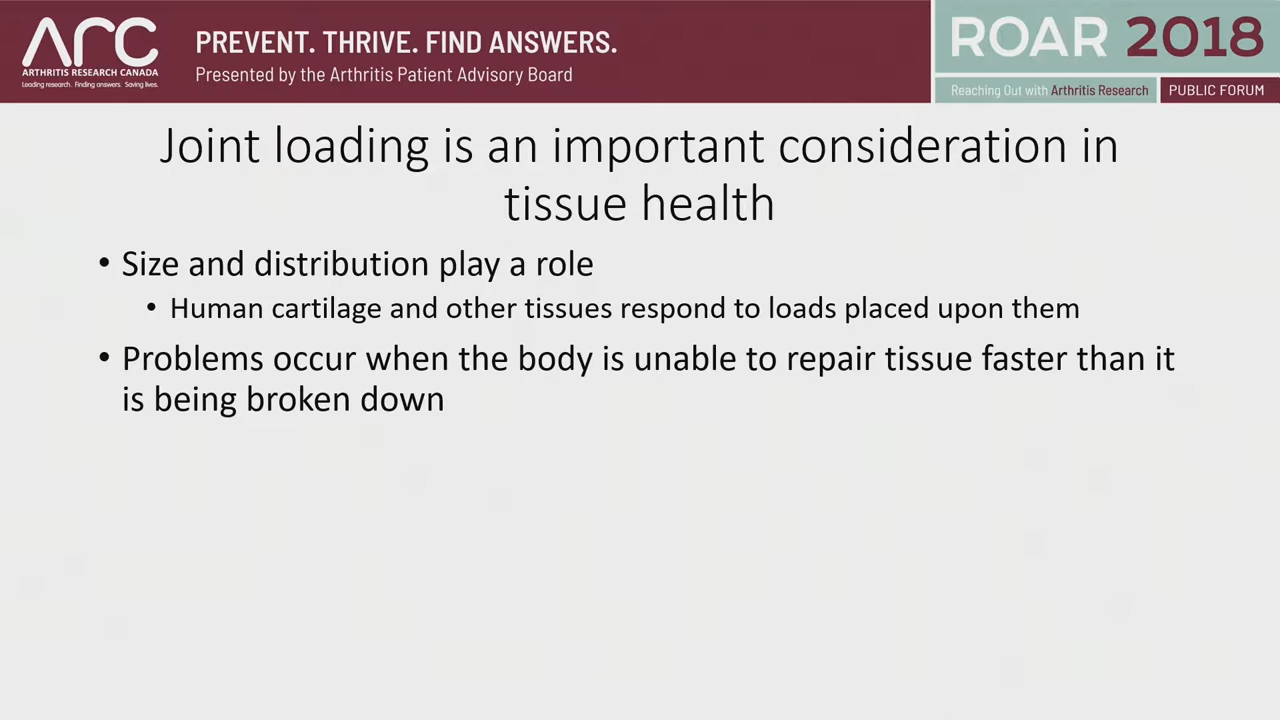 ARC
ARTHRITIS RESEARCH CANADA
Leading research. Finding answers. Saving lives.
PREVENT. THRIVE. FIND ANSWERS.
Presented by the Arthritis Patient Advisory Board
ROAR 2018
Reaching Out with Arthritis Research
PUBLIC FORUM
Joint loading is an important consideration in
tissue health
• Size and distribution play a role
• Human cartilage and other tissues respond to loads placed upon them
• Problems occur when the body is unable to repair tissue faster than it
is being broken down